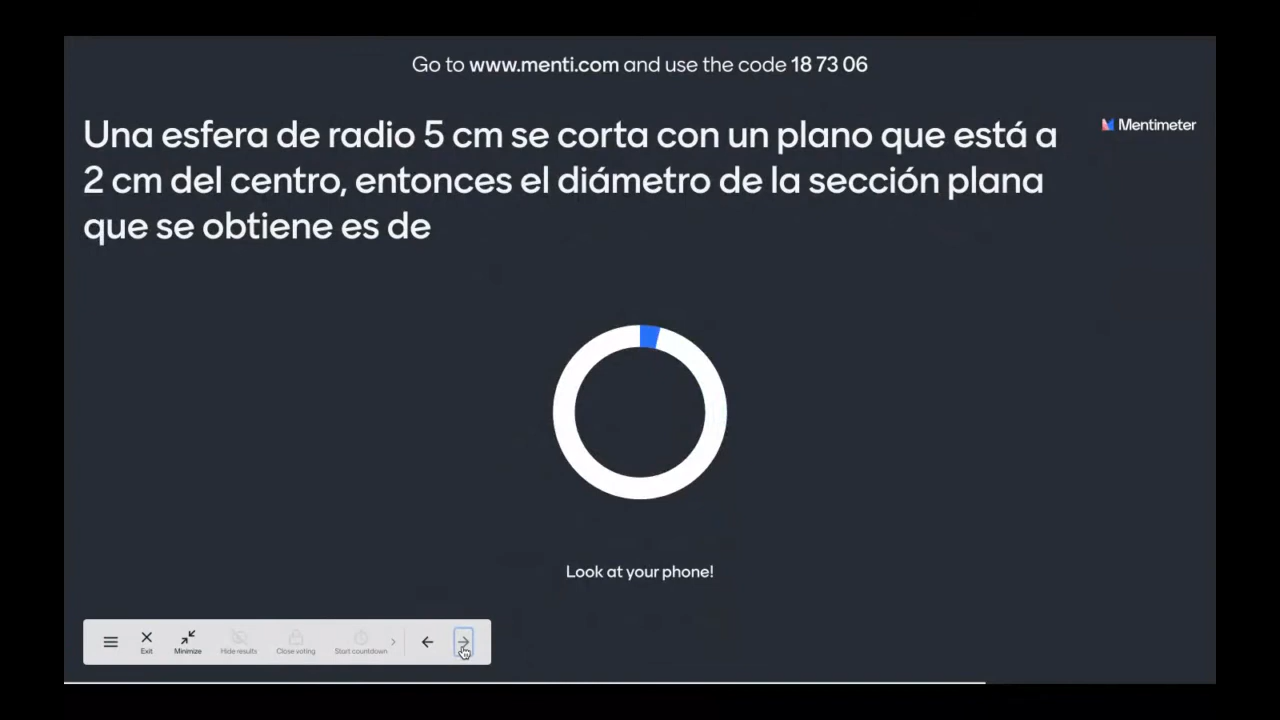 Go to www.menti.com and use the code 18 73 06
Una esfera de radio 5 cm se corta con un plano que está a
2 cm del centro, entonces el diámetro de la sección plana
que se obtiene es de
Mentimeter
Look at your phone!
Exit
Minimize
Hide results
Close voting
Start countdown